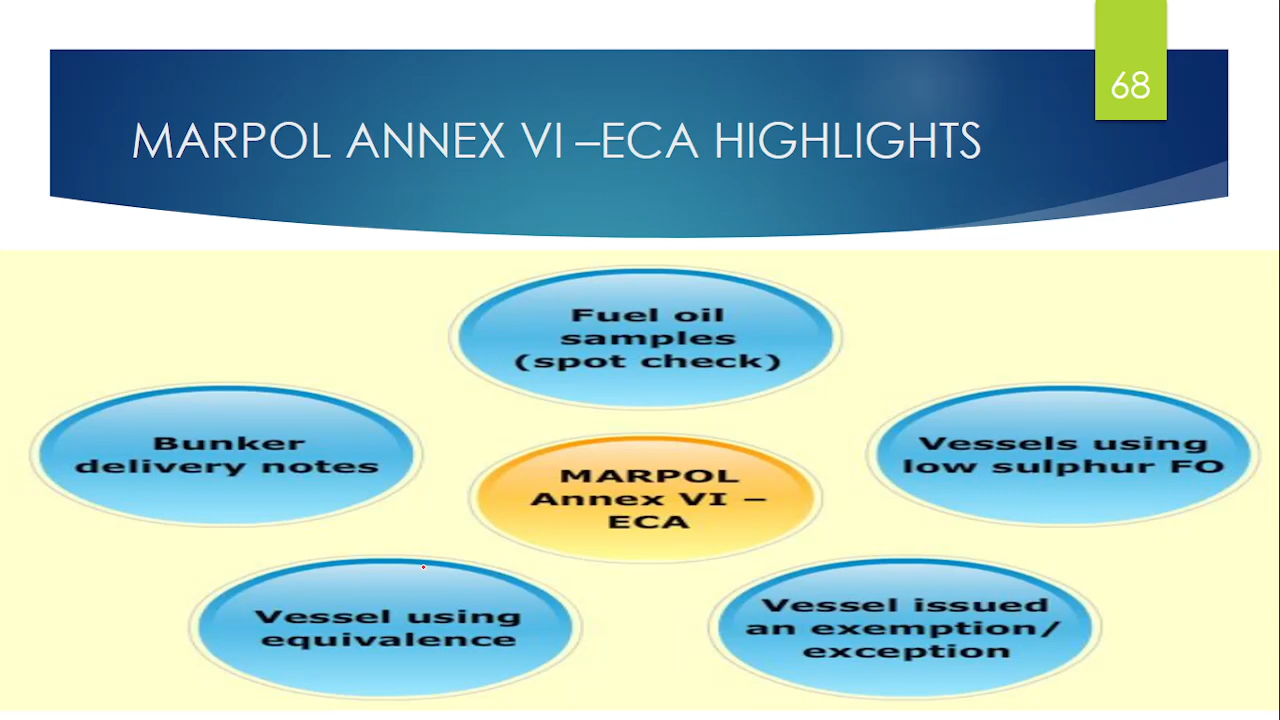 68
MARPOL ANNEX VI –ECA HIGHLIGHTS
Fuel oil
samples
(spot check)
Bunker
delivery notes
Vessels using
low sulphur FO
MARPOL
Annex VI –
ECA
Vessel using
equivalence
Vessel issued
an exemption/
exception